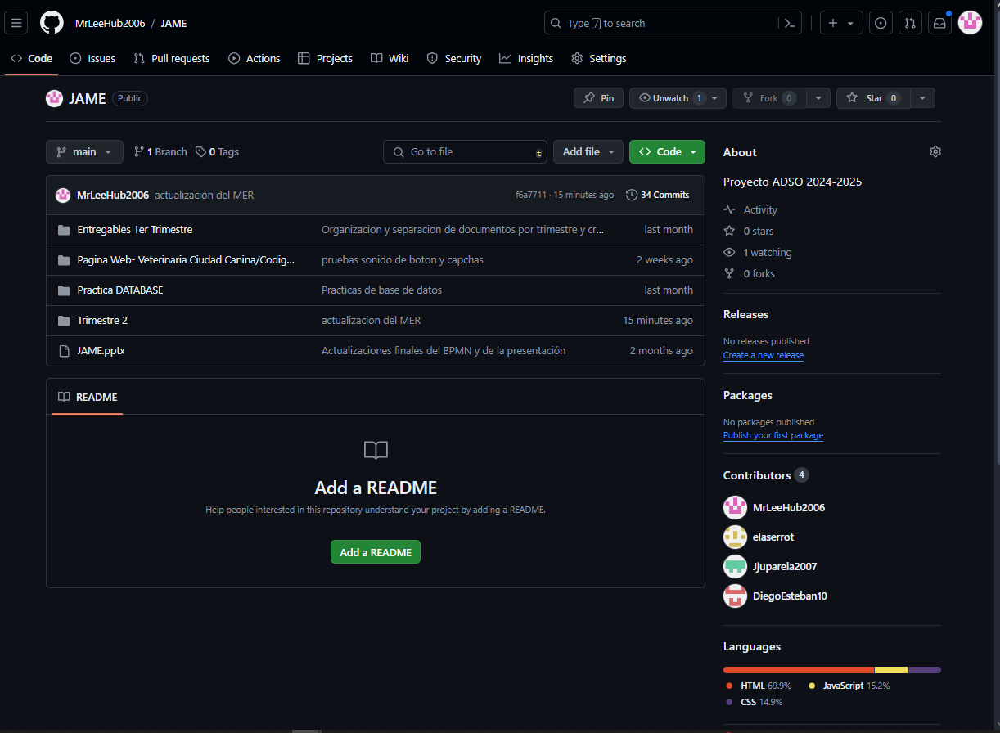 MrLeeHub2006 / JAME
Type / to search
Code Issues Pull requests Actions Projects Wiki Security Insights Settings
JAME Public
Pin Unwatch 1 Fork 0 Star 0
main 1 Branch 0 Tags Go to file t Add file Code
MrLeeHub2006 actualizacion del MER f6a7711 · 15 minutes ago 34 Commits
Entregables 1er Trimestre Organizacion y separacion de documentos por trimestre y cr... last month
Pagina Web- Veterinaria Ciudad Canina/Codig... pruebas sonido de boton y capchas 2 weeks ago
Practica DATABASE Practicas de base de datos last month
Trimestre 2 actualizacion del MER 15 minutes ago
JAME.pptx Actualizaciones finales del BPMN y de la presentación 2 months ago
README
Add a README
Help people interested in this repository understand your project by adding a README.
Add a README
About
Proyecto ADSO 2024-2025
Activity
0 stars
1 watching
0 forks
Releases
No releases published
Create a new release
Packages
No packages published
Publish your first package
Contributors 4
MrLeeHub2006
elaserrot
Jjuparela2007
DiegoEsteban10
Languages
HTML 69.9% JavaScript 15.2%
CSS 14.9%